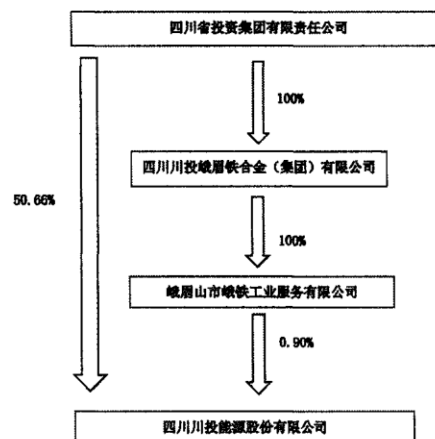 四川省投资集团有限责任公司
100%
四川川投峨眉铁合金（集团）有限公司
50.66%
100%
峨眉山市峨铁工业服务有限公司
0.90%
四川川投能源股份有限公司